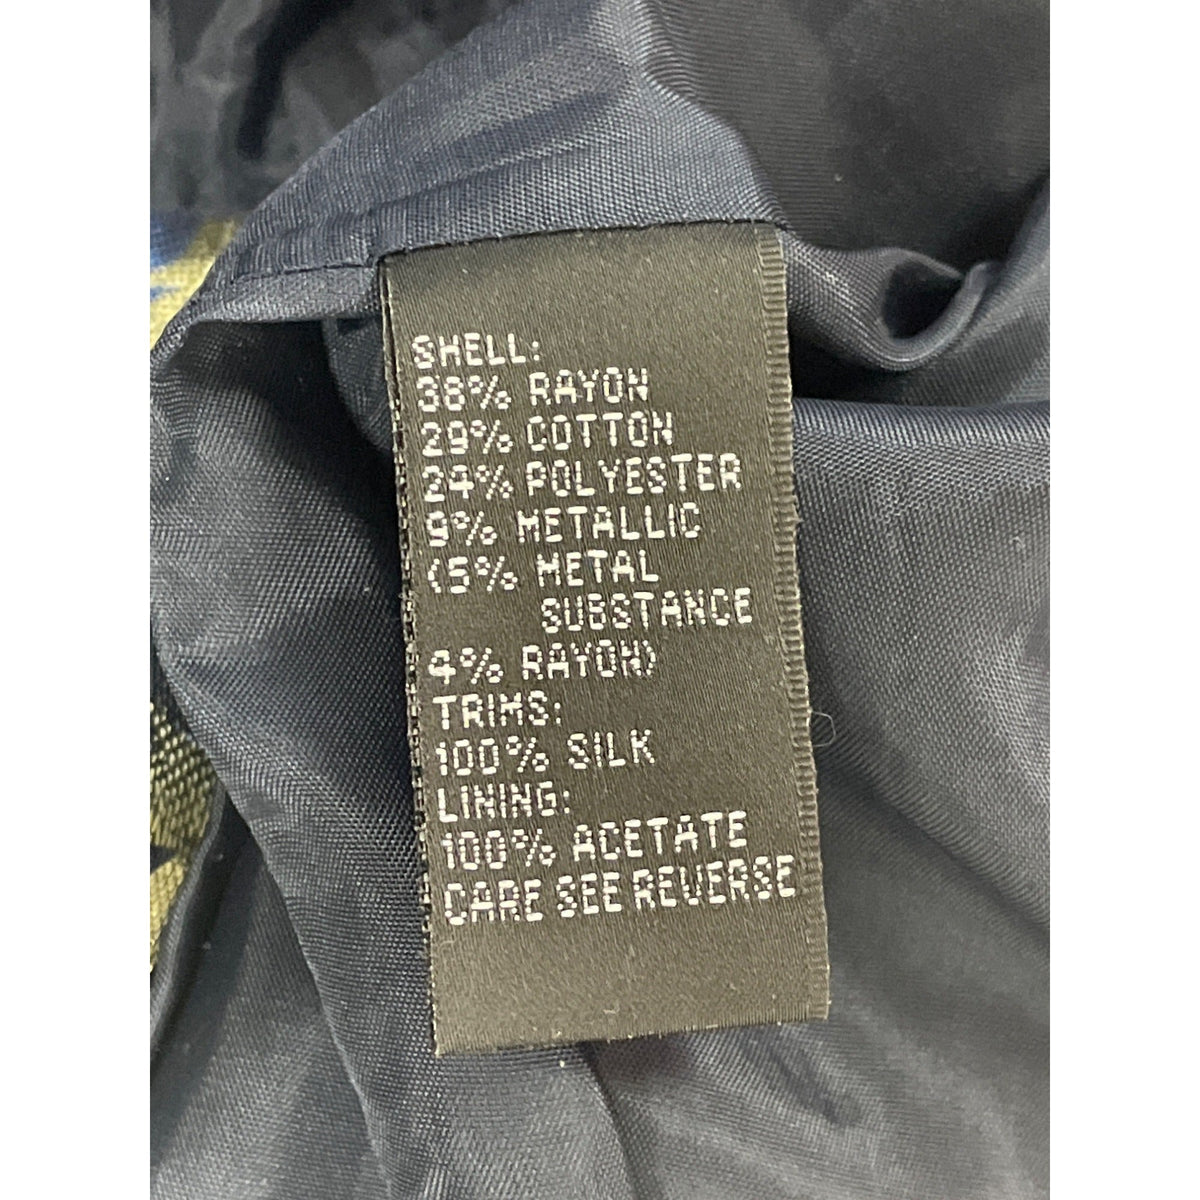 SHELL:
38% RAYON
29% COTTON
24% POLYESTER
9% METALLIC
(5% METAL
SUBSTANCE
4% RAYON)
TRIMS:
100% SILK
LINING:
100% ACETATE
CARE SEE REVERSE